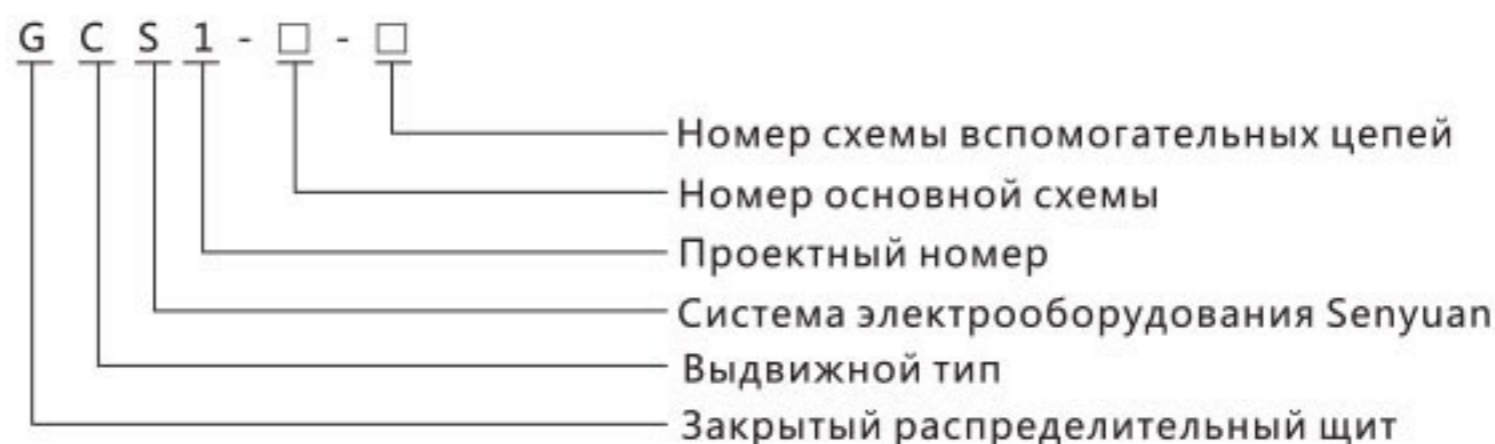 G C S 1 - □ - □
Номер схемы вспомогательных цепей
Номер основной схемы
Проектный номер
Система электрооборудования Senyuan
Выдвижной тип
Закрытый распределительный щит